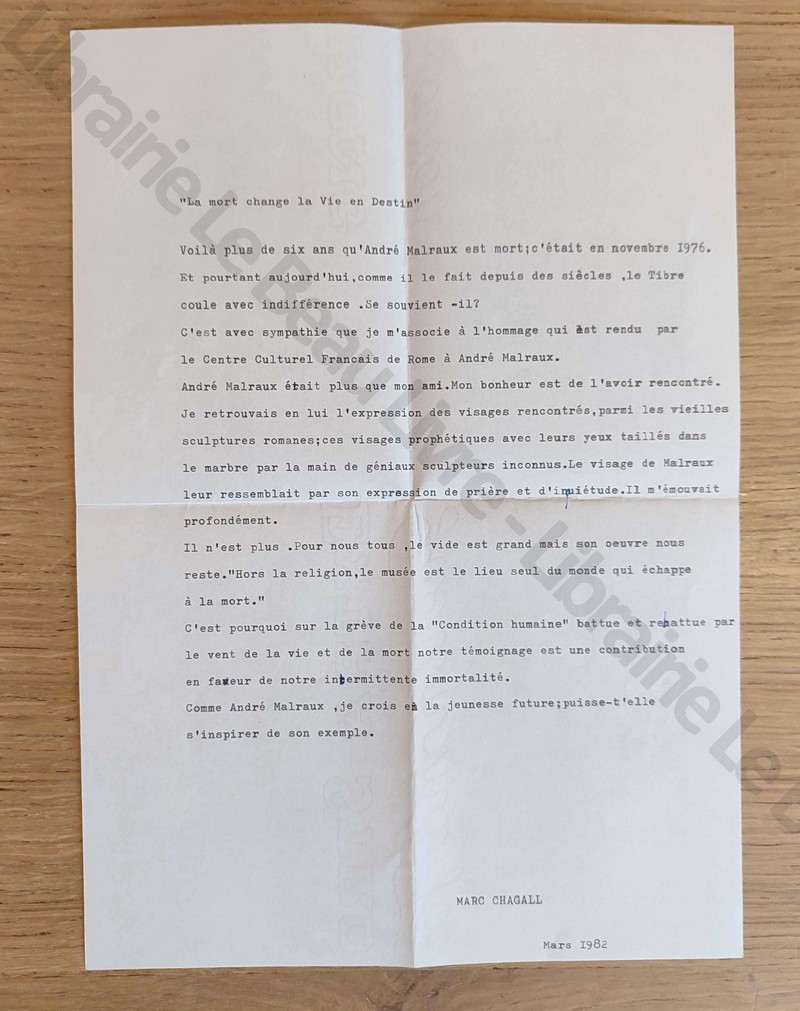 "La mort change la Vie en Destin"
Voilà plus de six ans qu'André Malraux est mort;c'était en novembre I976.
Et pourtant aujourd'hui,comme il le fait depuis des siècles ,le Tibre
coule avec indifférence .Se souvient -il?
C'est avec sympathie que je m'associe à l'hommage qui est rendu par
le Centre Culturel Francais de Rome à André Malraux.
André Malraux était plus que mon ami.Mon bonheur est de l'avoir rencontré.
Je retrouvais en lui l'expression des visages rencontrés,parmi les vieilles
sculptures romanes;ces visages prophétiques avec leurs yeux taillés dans
le marbre par la main de géniaux sculpteurs inconnus.Le visage de Malraux
leur ressemblait par son expression de prière et d'inquiétude.Il m'émouvait
profondément.
Il n'est plus .Pour nous tous ,le vide est grand mais son oeuvre nous
reste."Hors la religion,le musée est le lieu seul du monde qui échappe
à la mort."
C'est pourquoi sur la grève de la "Condition humaine" battue et rebattue par
le vent de la vie et de la mort notre témoignage est une contribution
en faveur de notre intermittente immortalité.
Comme André Malraux ,je crois en la jeunesse future;puisse-t'elle
s'inspirer de son exemple.
MARC CHAGALL
Mars I982
Librairie Le Beau Livre - Librairie Le Beau